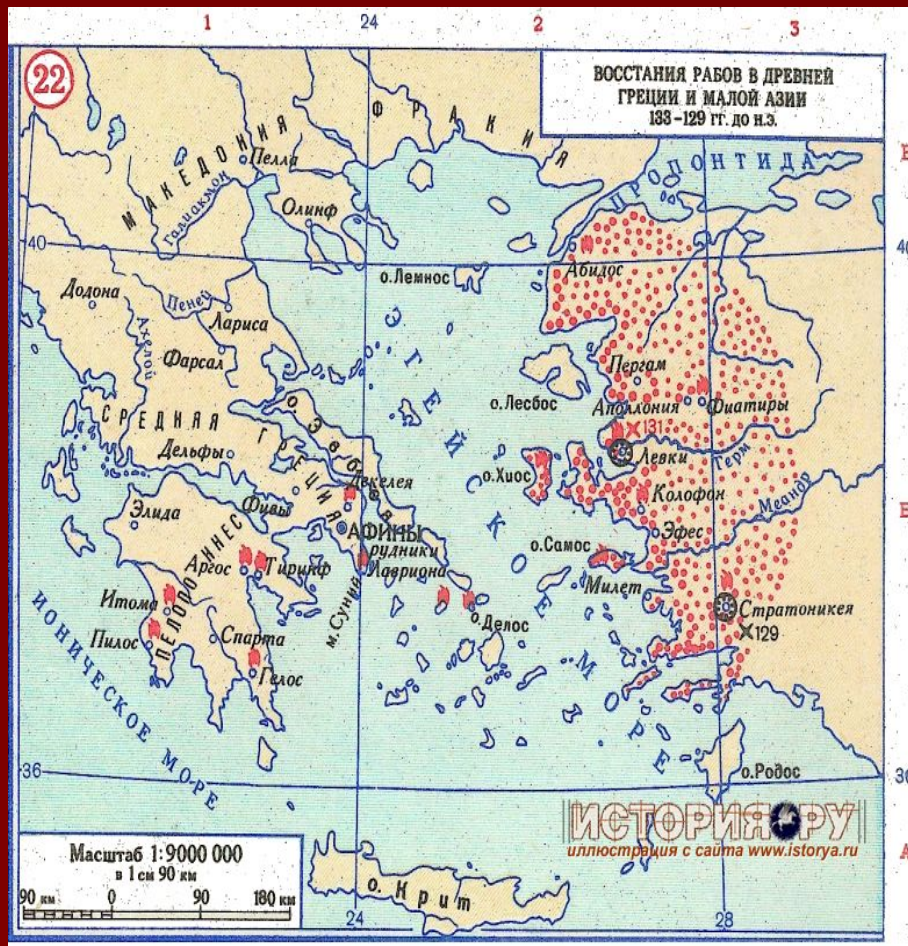 1
24
2
3
22
ВОССТАНИЯ РАБОВ В ДРЕВНЕЙ
ГРЕЦИИ И МАЛОЙ АЗИИ
133-129 гг. до н.э.
МАКЕДОНИЯ
ФРАКИЯ
ПРОПОНТИДА
Пелла
Галиакмон
Олинф
40
40
Абидос
о.Лемнос
Додона
Пеней
Лариса
Ахелой
Фарсал
ЭГЕЙСКОЕ МОРЕ
Пергам
о.Лесбос
Аполлония
Фиатиры
131
СРЕДНЯЯ ГРЕЦИЯ
о.Эвбея
Левки
Герм
Дельфы
Декелея
о.Хиос
Колофон
Меандр
Фивы
Элида
АФИНЫ
Эфес
ПЕЛОПОННЕС
рудники
Лавриона
о.Самос
Аргос
Тиринф
Милет
м.Суний
Итома
о.Делос
Стратоникея
129
Пилос
Спарта
Гелос
ИОНИЧЕСКОЕ МОРЕ
36
о.Родос
ИСТОРИЯ РУ
иллюстрация с сайта www.istorya.ru
Масштаб 1:9000 000
в 1 см 90 км
90 км
0
90
180 км
о.Крит
24
28